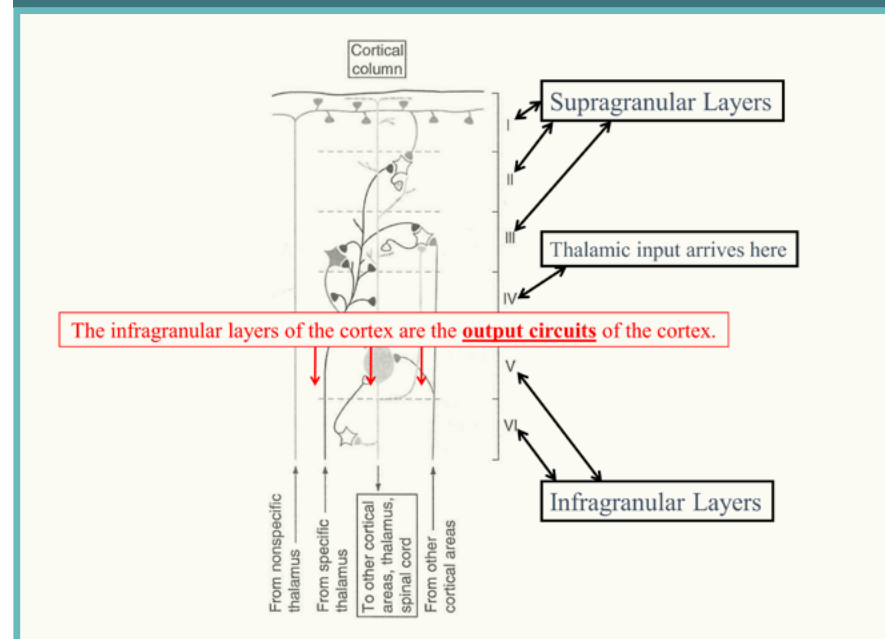 Cortical
column
Supragranular Layers
I
II
III
Thalamic input arrives here
IV
The infragranular layers of the cortex are the output circuits of the cortex.
V
VI
Infragranular Layers
From nonspecific
thalamus
From specific
thalamus
To other cortical
areas, thalamus,
spinal cord
From other
cortical areas